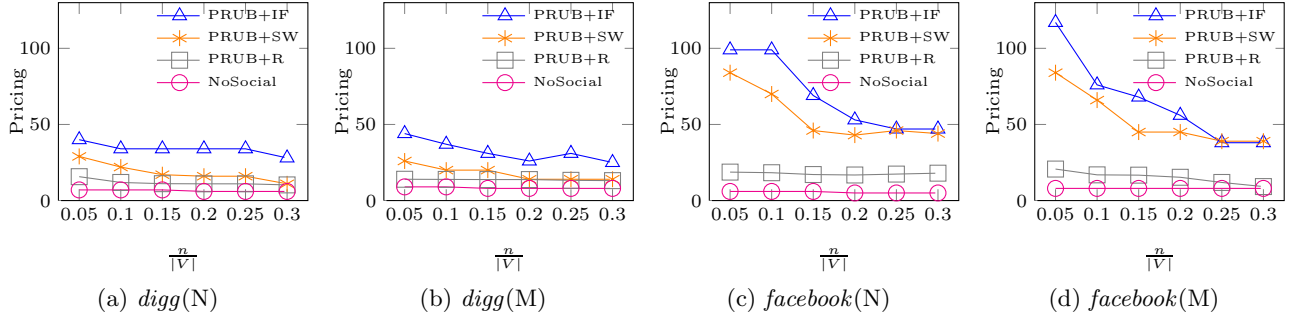 PRUB+IF
PRUB+SW
PRUB+R
NoSocial
Pricing
100
50
0
0.05 0.1 0.15 0.2 0.25 0.3
n
|V|
(a) digg(N)
PRUB+IF
PRUB+SW
PRUB+R
NoSocial
Pricing
100
50
0
0.05 0.1 0.15 0.2 0.25 0.3
n
|V|
(b) digg(M)
PRUB+IF
PRUB+SW
PRUB+R
NoSocial
Pricing
100
50
0
0.05 0.1 0.15 0.2 0.25 0.3
n
|V|
(c) facebook(N)
PRUB+IF
PRUB+SW
PRUB+R
NoSocial
Pricing
100
50
0
0.05 0.1 0.15 0.2 0.25 0.3
n
|V|
(d) facebook(M)